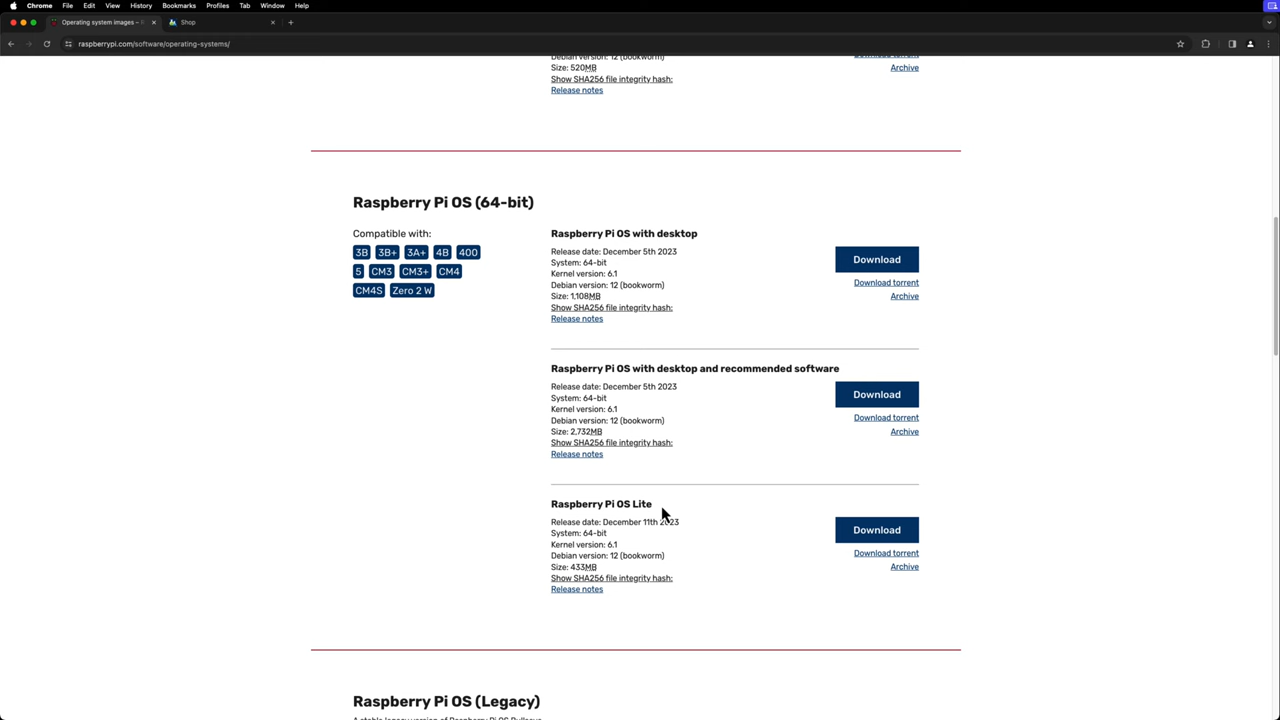 Chrome File Edit View History Bookmarks Profiles Tab Window Help
Operating system images – R Shop
raspberrypi.com/software/operating-systems/
Debian version: 12 (bookworm)
Size: 520MB
Archive
Show SHA256 file integrity hash:
Release notes
Raspberry Pi OS (64-bit)
Compatible with:
3B 3B+ 3A+ 4B 400
5 CM3 CM3+ CM4
CM4S Zero 2 W
Raspberry Pi OS with desktop
Release date: December 5th 2023
System: 64-bit
Kernel version: 6.1
Debian version: 12 (bookworm)
Size: 1,108MB
Show SHA256 file integrity hash:
Release notes
Download
Download torrent
Archive
Raspberry Pi OS with desktop and recommended software
Release date: December 5th 2023
System: 64-bit
Kernel version: 6.1
Debian version: 12 (bookworm)
Size: 2,732MB
Show SHA256 file integrity hash:
Release notes
Download
Download torrent
Archive
Raspberry Pi OS Lite
Release date: December 11th 2023
System: 64-bit
Kernel version: 6.1
Debian version: 12 (bookworm)
Size: 433MB
Show SHA256 file integrity hash:
Release notes
Download
Download torrent
Archive
Raspberry Pi OS (Legacy)
A stable legacy version of Raspberry Pi OS Bullseye